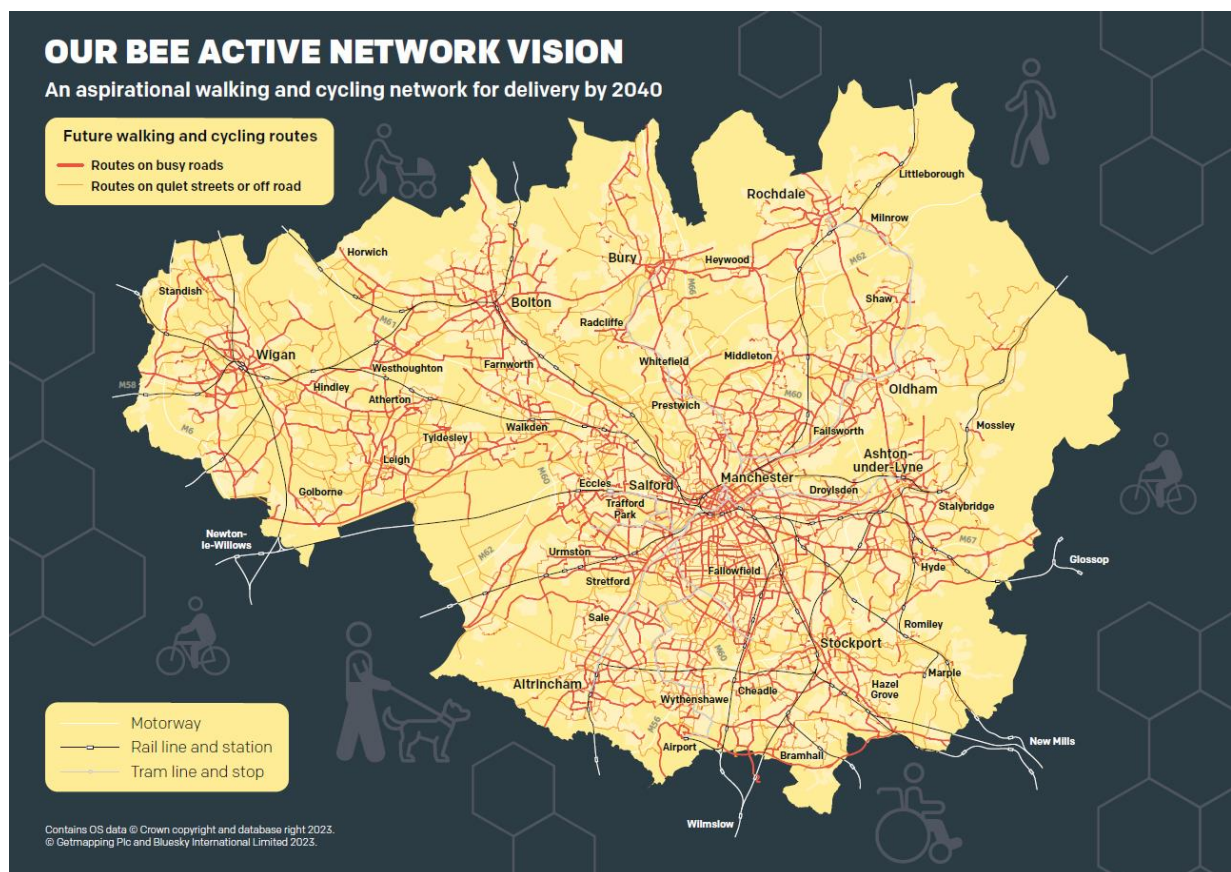 OUR BEE ACTIVE NETWORK VISION
An aspirational walking and cycling network for delivery by 2040
Future walking and cycling routes
Routes on busy roads
Routes on quiet streets or off road
Littleborough
Rochdale
Milnrow
Horwich
Bury
Heywood
M62
M66
Standish
Shaw
Bolton
M61
Radcliffe
Wigan
Whitefield
Middleton
Westhoughton
Farnworth
M58
Hindley
Oldham
Atherton
M60
Prestwich
M6
Mossley
Walkden
Failsworth
Tyldesley
Ashton-
under-Lyne
Leigh
M60
Eccles
Salford
Manchester
Droylsden
Golborne
Trafford
Park
Stalybridge
Newton-
le-Willows
M62
M67
Urmston
Glossop
Hyde
Fallowfield
Stretford
Sale
Romiley
Stockport
M60
Marple
Altrincham
Hazel
Grove
Cheadle
Wythenshawe
M56
Airport
Bramhall
New Mills
Wilmslow
Motorway
Rail line and station
Tram line and stop
Contains OS data © Crown copyright and database right 2023.
© Getmapping Plc and Bluesky International Limited 2023.